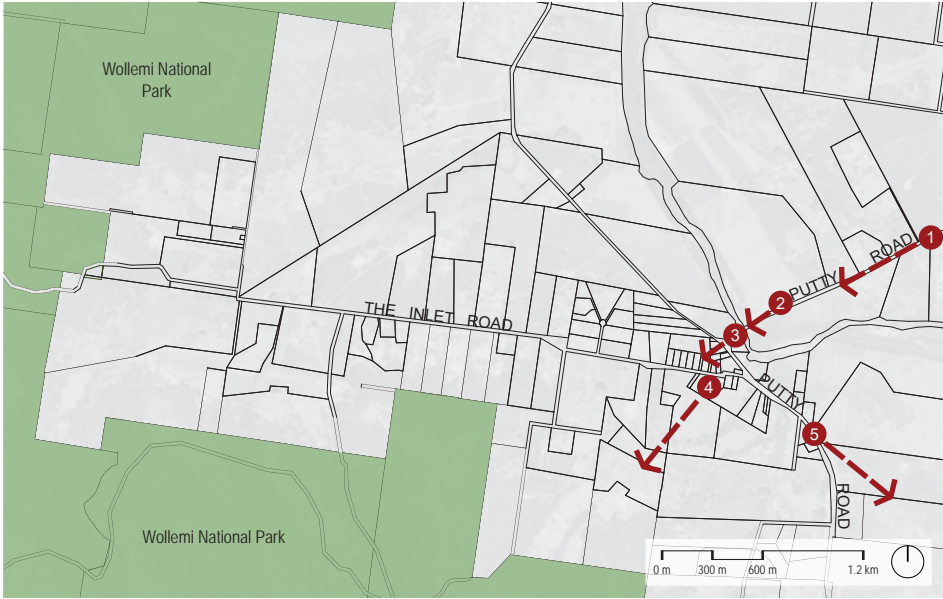 Wollemi National
Park
1
PUTTY ROAD
2
THE INLET ROAD
3
PUTTY
4
5
ROAD
Wollemi National Park
0 m 300 m 600 m 1.2 km